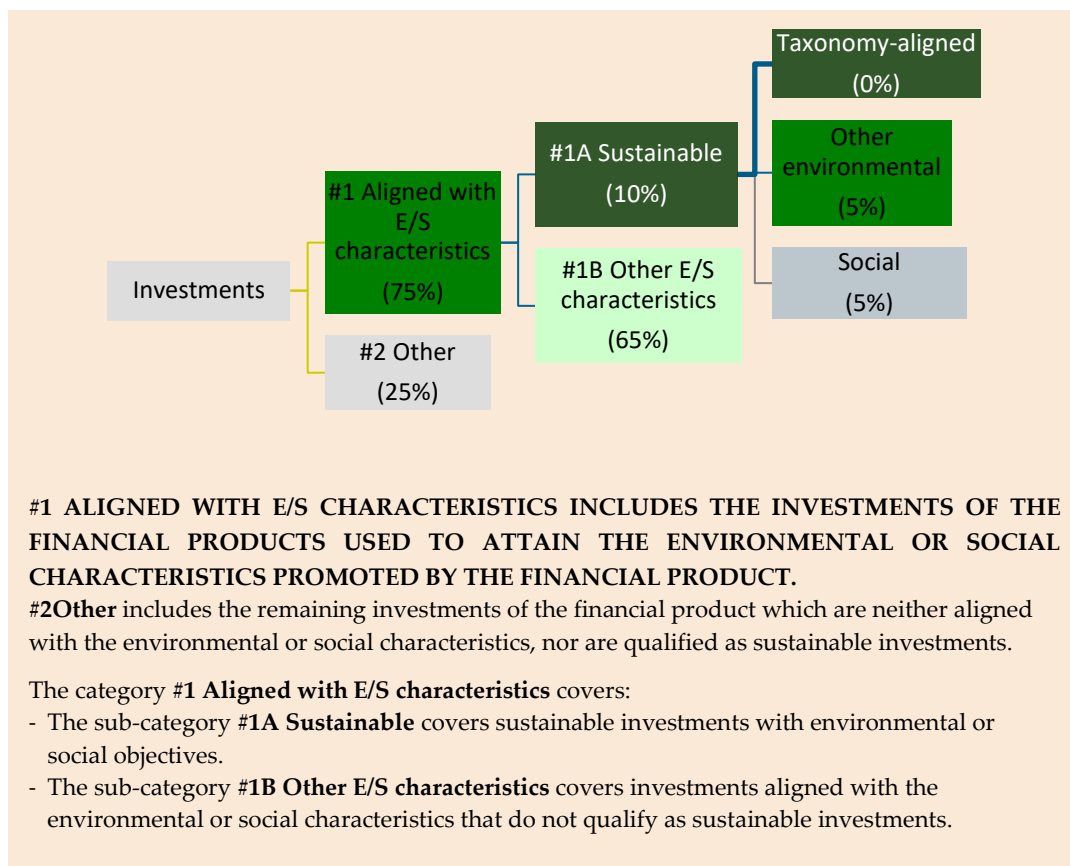 Taxonomy-aligned
(0%)
#1A Sustainable
(10%)
Other
environmental
(5%)
#1 Aligned with
E/S
characteristics
(75%)
Investments
#1B Other E/S
characteristics
(65%)
Social
(5%)
#2 Other
(25%)
#1 ALIGNED WITH E/S CHARACTERISTICS INCLUDES THE INVESTMENTS OF THE
FINANCIAL PRODUCTS USED TO ATTAIN THE ENVIRONMENTAL OR SOCIAL
CHARACTERISTICS PROMOTED BY THE FINANCIAL PRODUCT.
#2Other includes the remaining investments of the financial product which are neither aligned
with the environmental or social characteristics, nor are qualified as sustainable investments.
The category #1 Aligned with E/S characteristics covers:
- The sub-category #1A Sustainable covers sustainable investments with environmental or
social objectives.
- The sub-category #1B Other E/S characteristics covers investments aligned with the
environmental or social characteristics that do not qualify as sustainable investments.